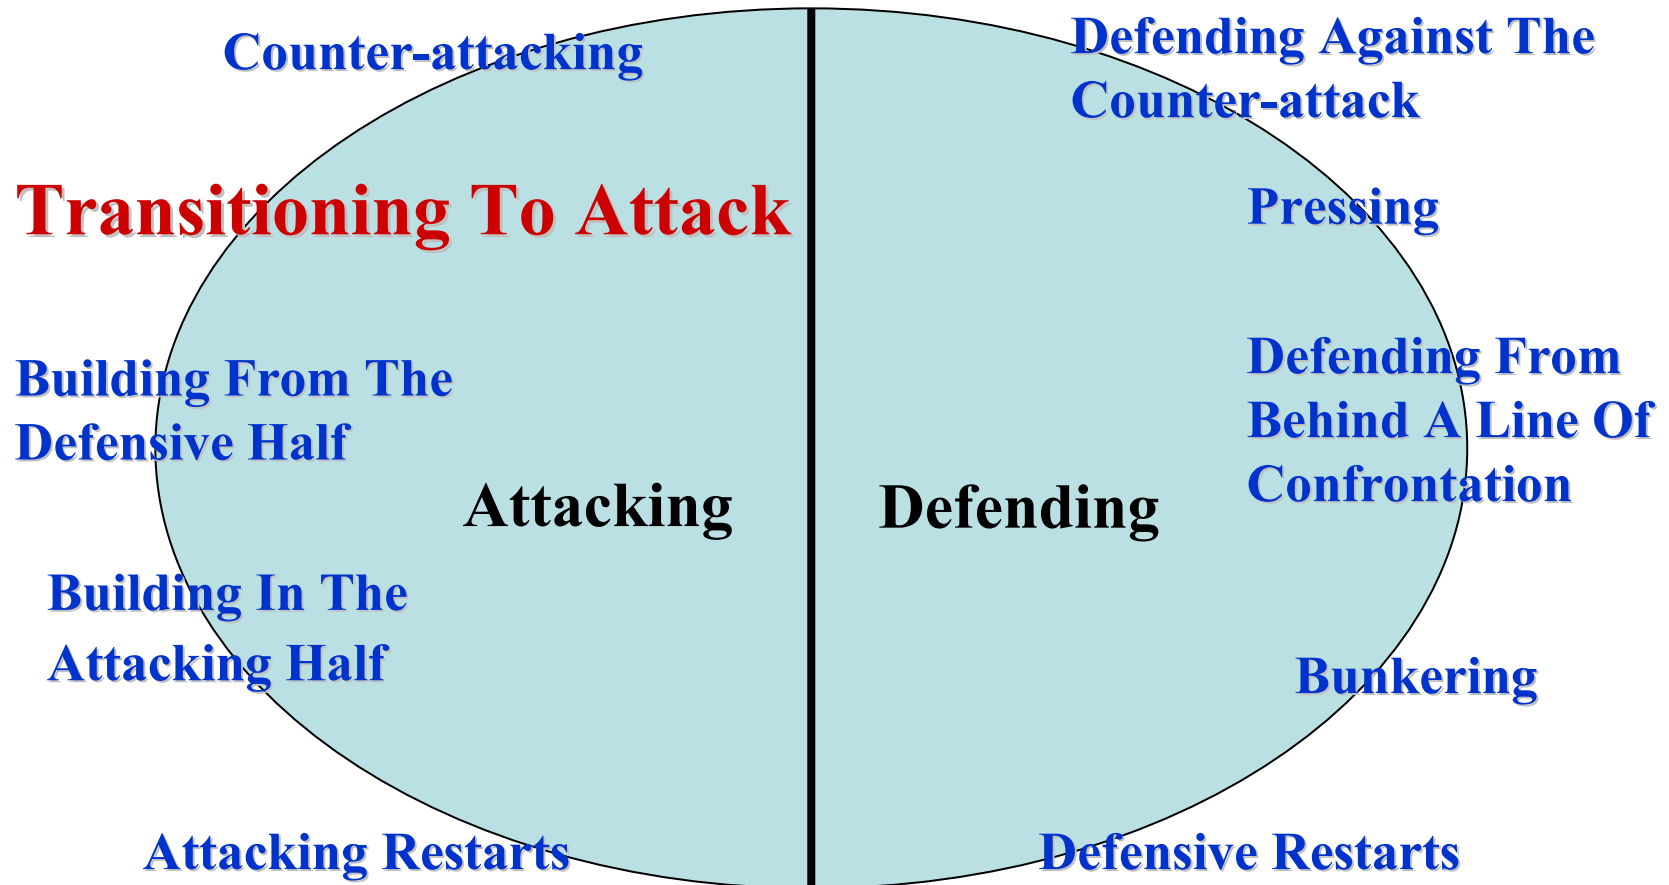 Counter-attacking
Transitioning To Attack
Building From The
Defensive Half
Attacking
Building In The
Attacking Half
Attacking Restarts
Defending Against The
Counter-attack
Pressing
Defending From
Behind A Line Of
Confrontation
Defending
Bunkering
Defensive Restarts